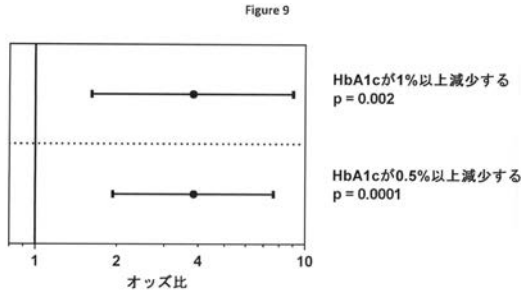 Figure 9
HbA1cが1%以上減少する
p = 0.002
HbA1cが0.5%以上減少する
p = 0.0001
1 2 4 10
オッズ比